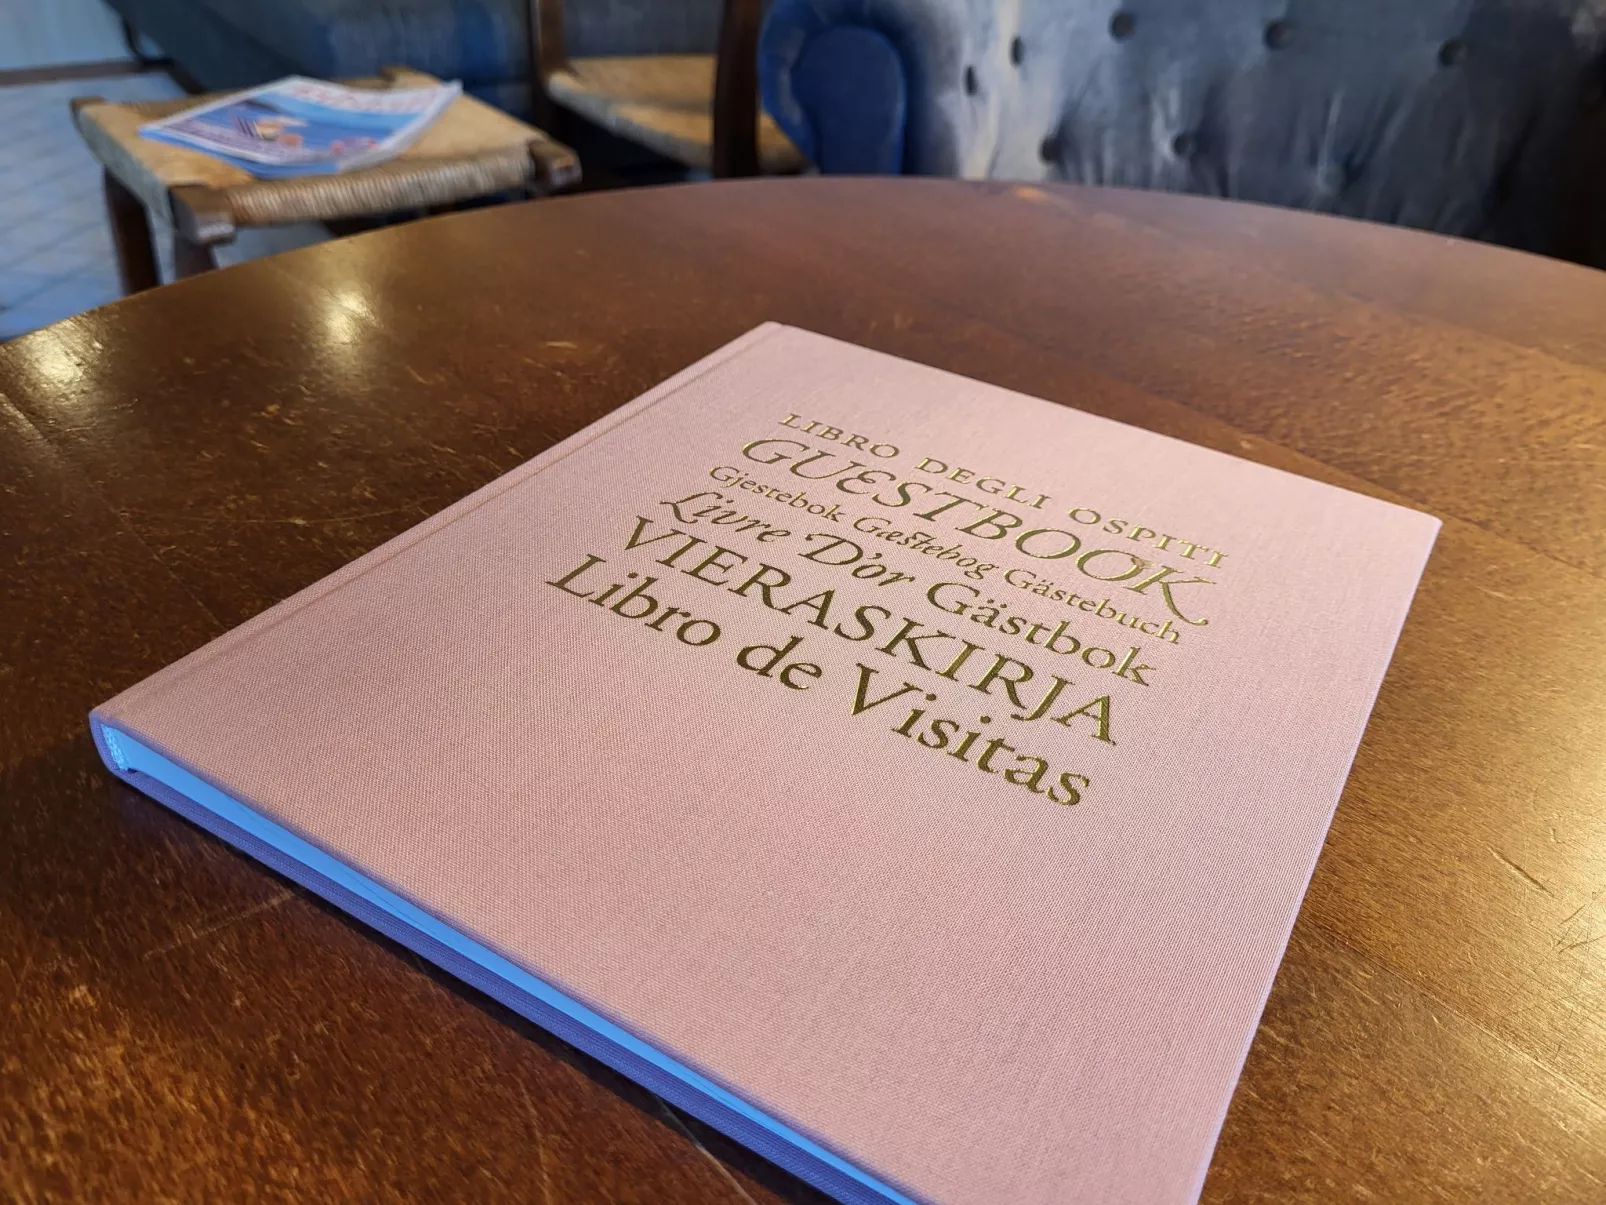 LIBRO DEGLI OSPITI
GUESTBOOK
Gjestebok Gæstebog Gästebuch
Livre D'or Gästbok
VIERASKIRJA
Libro de Visitas